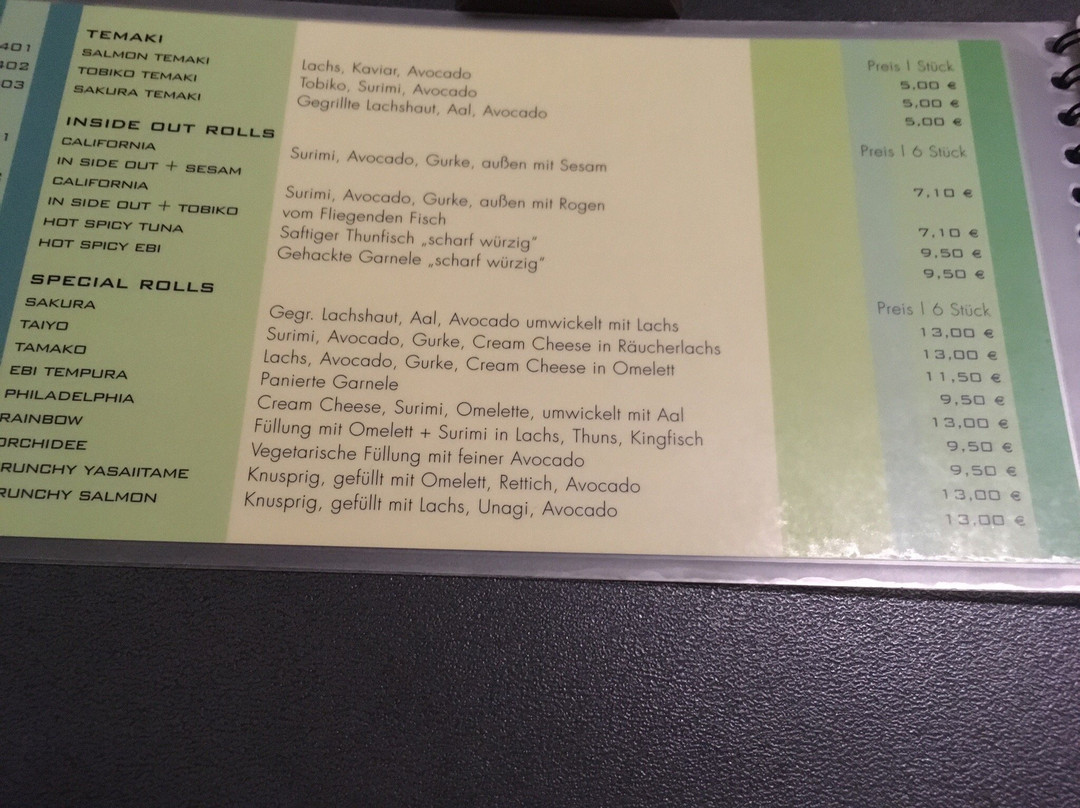 TEMAKI Preis | Stück
401 SALMON TEMAKI Lachs, Kaviar, Avocado 5,00 €
402 TOBIKO TEMAKI Tobiko, Surimi, Avocado 5,00 €
03 SAKURA TEMAKI Gegrillte Lachshaut, Aal, Avocado 5,00 €
INSIDE OUT ROLLS Preis | 6 Stück
1 CALIFORNIA Surimi, Avocado, Gurke, außen mit Sesam
IN SIDE OUT + SESAM 7,10 €
CALIFORNIA Surimi, Avocado, Gurke, außen mit Rogen
IN SIDE OUT + TOBIKO vom Fliegenden Fisch 7,10 €
HOT SPICY TUNA Saftiger Thunfisch „scharf würzig" 9,50 €
HOT SPICY EBI Gehackte Garnele „scharf würzig" 9,50 €
SPECIAL ROLLS Preis | 6 Stück
SAKURA Gegr. Lachshaut, Aal, Avocado umwickelt mit Lachs 13,00 €
TAIYO Surimi, Avocado, Gurke, Cream Cheese in Räucherlachs 13,00 €
TAMAKO Lachs, Avocado, Gurke, Cream Cheese in Omelett 11,50 €
EBI TEMPURA Panierte Garnele 9,50 €
PHILADELPHIA Cream Cheese, Surimi, Omelette, umwickelt mit Aal 13,00 €
RAINBOW Füllung mit Omelett + Surimi in Lachs, Thuns, Kingfisch 9,50 €
ORCHIDEE Vegetarische Füllung mit feiner Avocado 9,50 €
RUNCHY YASAIITAME Knusprig, gefüllt mit Omelett, Rettich, Avocado 13,00 €
RUNCHY SALMON Knusprig, gefüllt mit Lachs, Unagi, Avocado 13,00 €